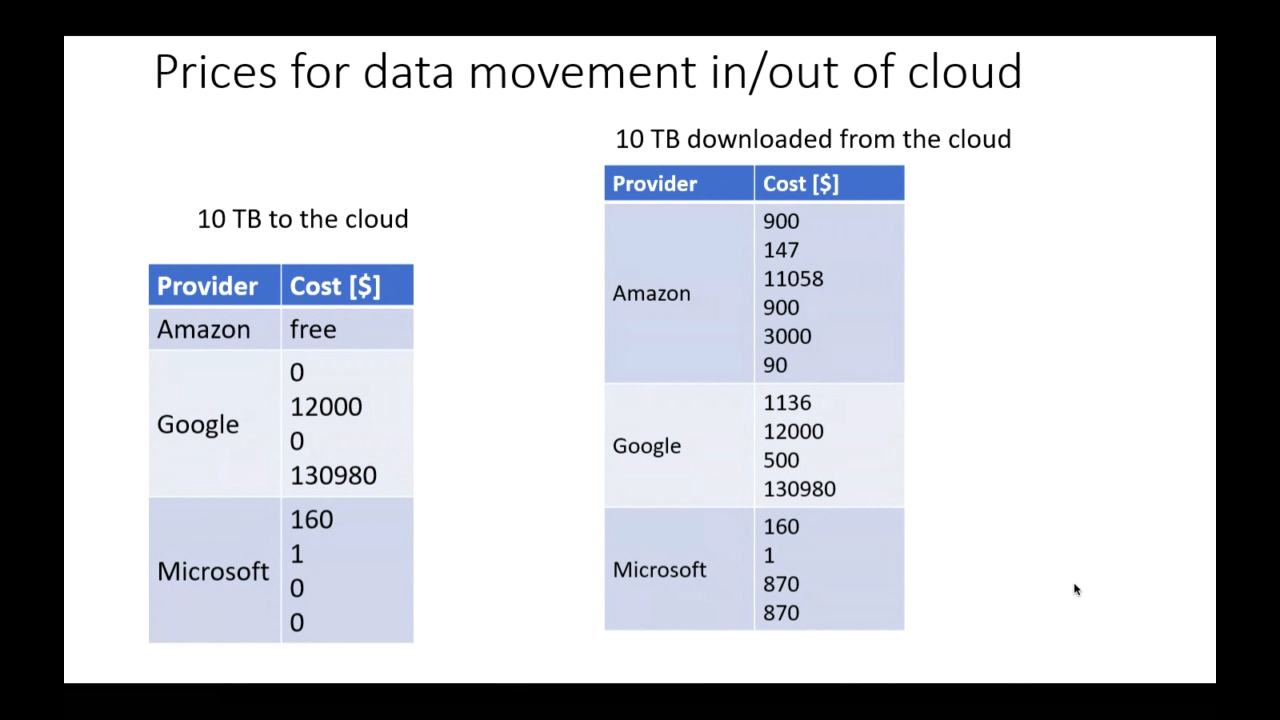 Prices for data movement in/out of cloud
10 TB to the cloud
Provider Cost [$]
Amazon free
Google
0
12000
0
130980
Microsoft
160
1
0
0
10 TB downloaded from the cloud
Provider Cost [$]
Amazon
900
147
11058
900
3000
90
Google
1136
12000
500
130980
Microsoft
160
1
870
870